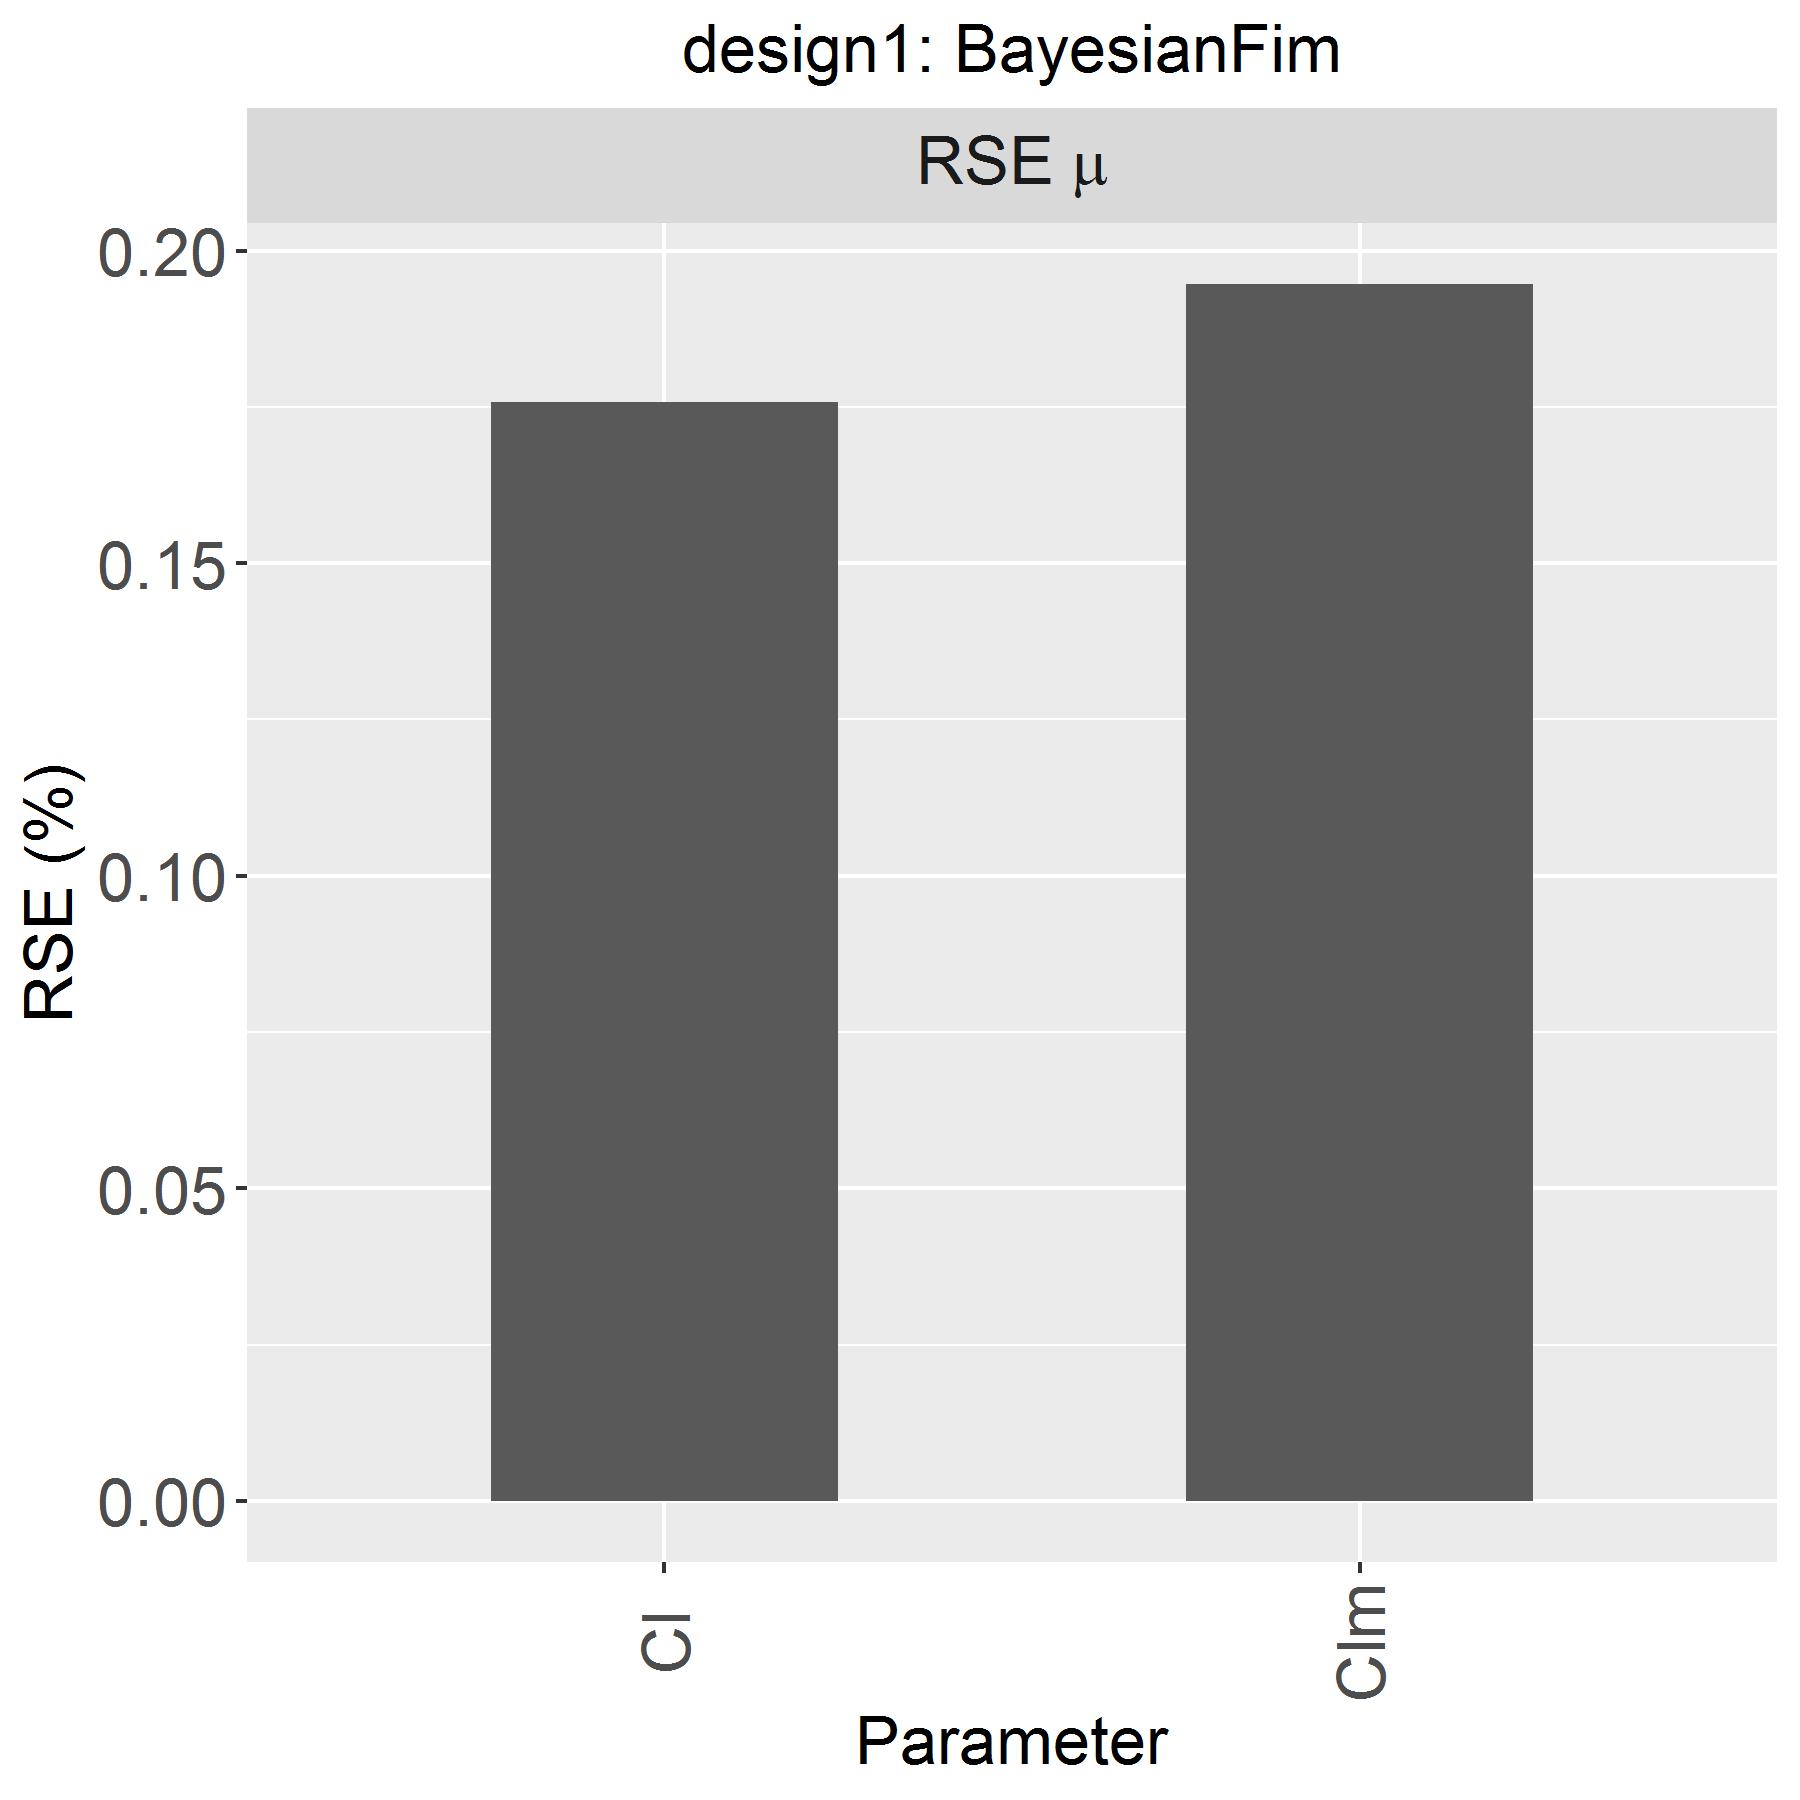 design1: BayesianFim
RSE μ
0.20
0.15
0.10
0.05
0.00
RSE (%)
Cl
Clm
Parameter